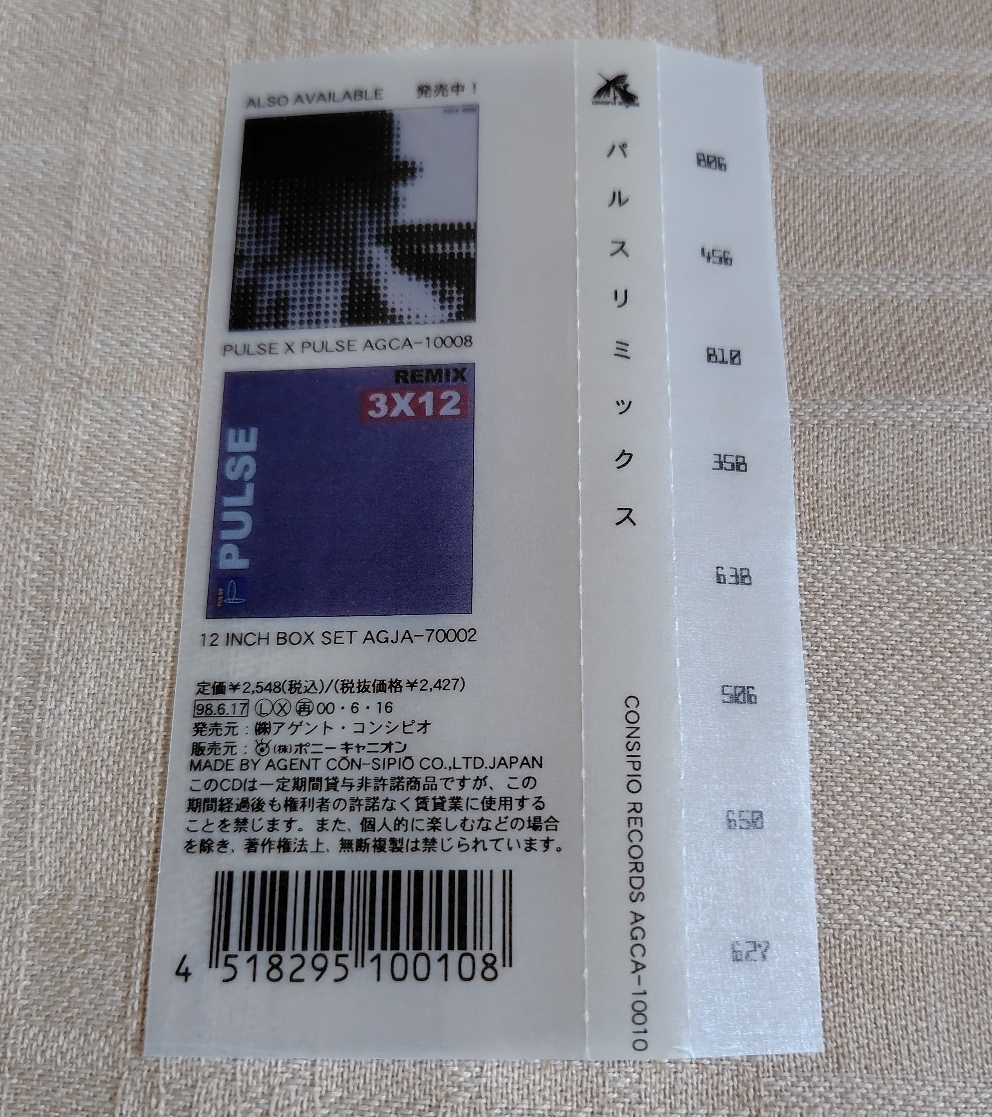 ALSO AVAILABLE 発売中!
PULSE X PULSE AGCA-10008
REMIX
3X12
PULSE
PULSE
12 INCH BOX SET AGJA-70002
定価¥2,548(税込)/(税抜価格¥2,427)
98.6.17 Ⓛ Ⓧ ㊢00・6・16
発売元:㈱アゲント・コンシピオ
販売元:(株)ポニーキャニオン
MADE BY AGENT CON-SIPIO CO.,LTD.JAPAN
このCDは一定期間貸与非許諾商品ですが、この
期間経過後も権利者の許諾なく賃貸業に使用する
ことを禁じます。また、個人的に楽しむなどの場合
を除き、著作権法上、無断複製は禁じられています。
4 518295 100108
パルスリミックス
CONSIPIO RECORDS AGCA-10010
806
456
810
358
638
506
650
627